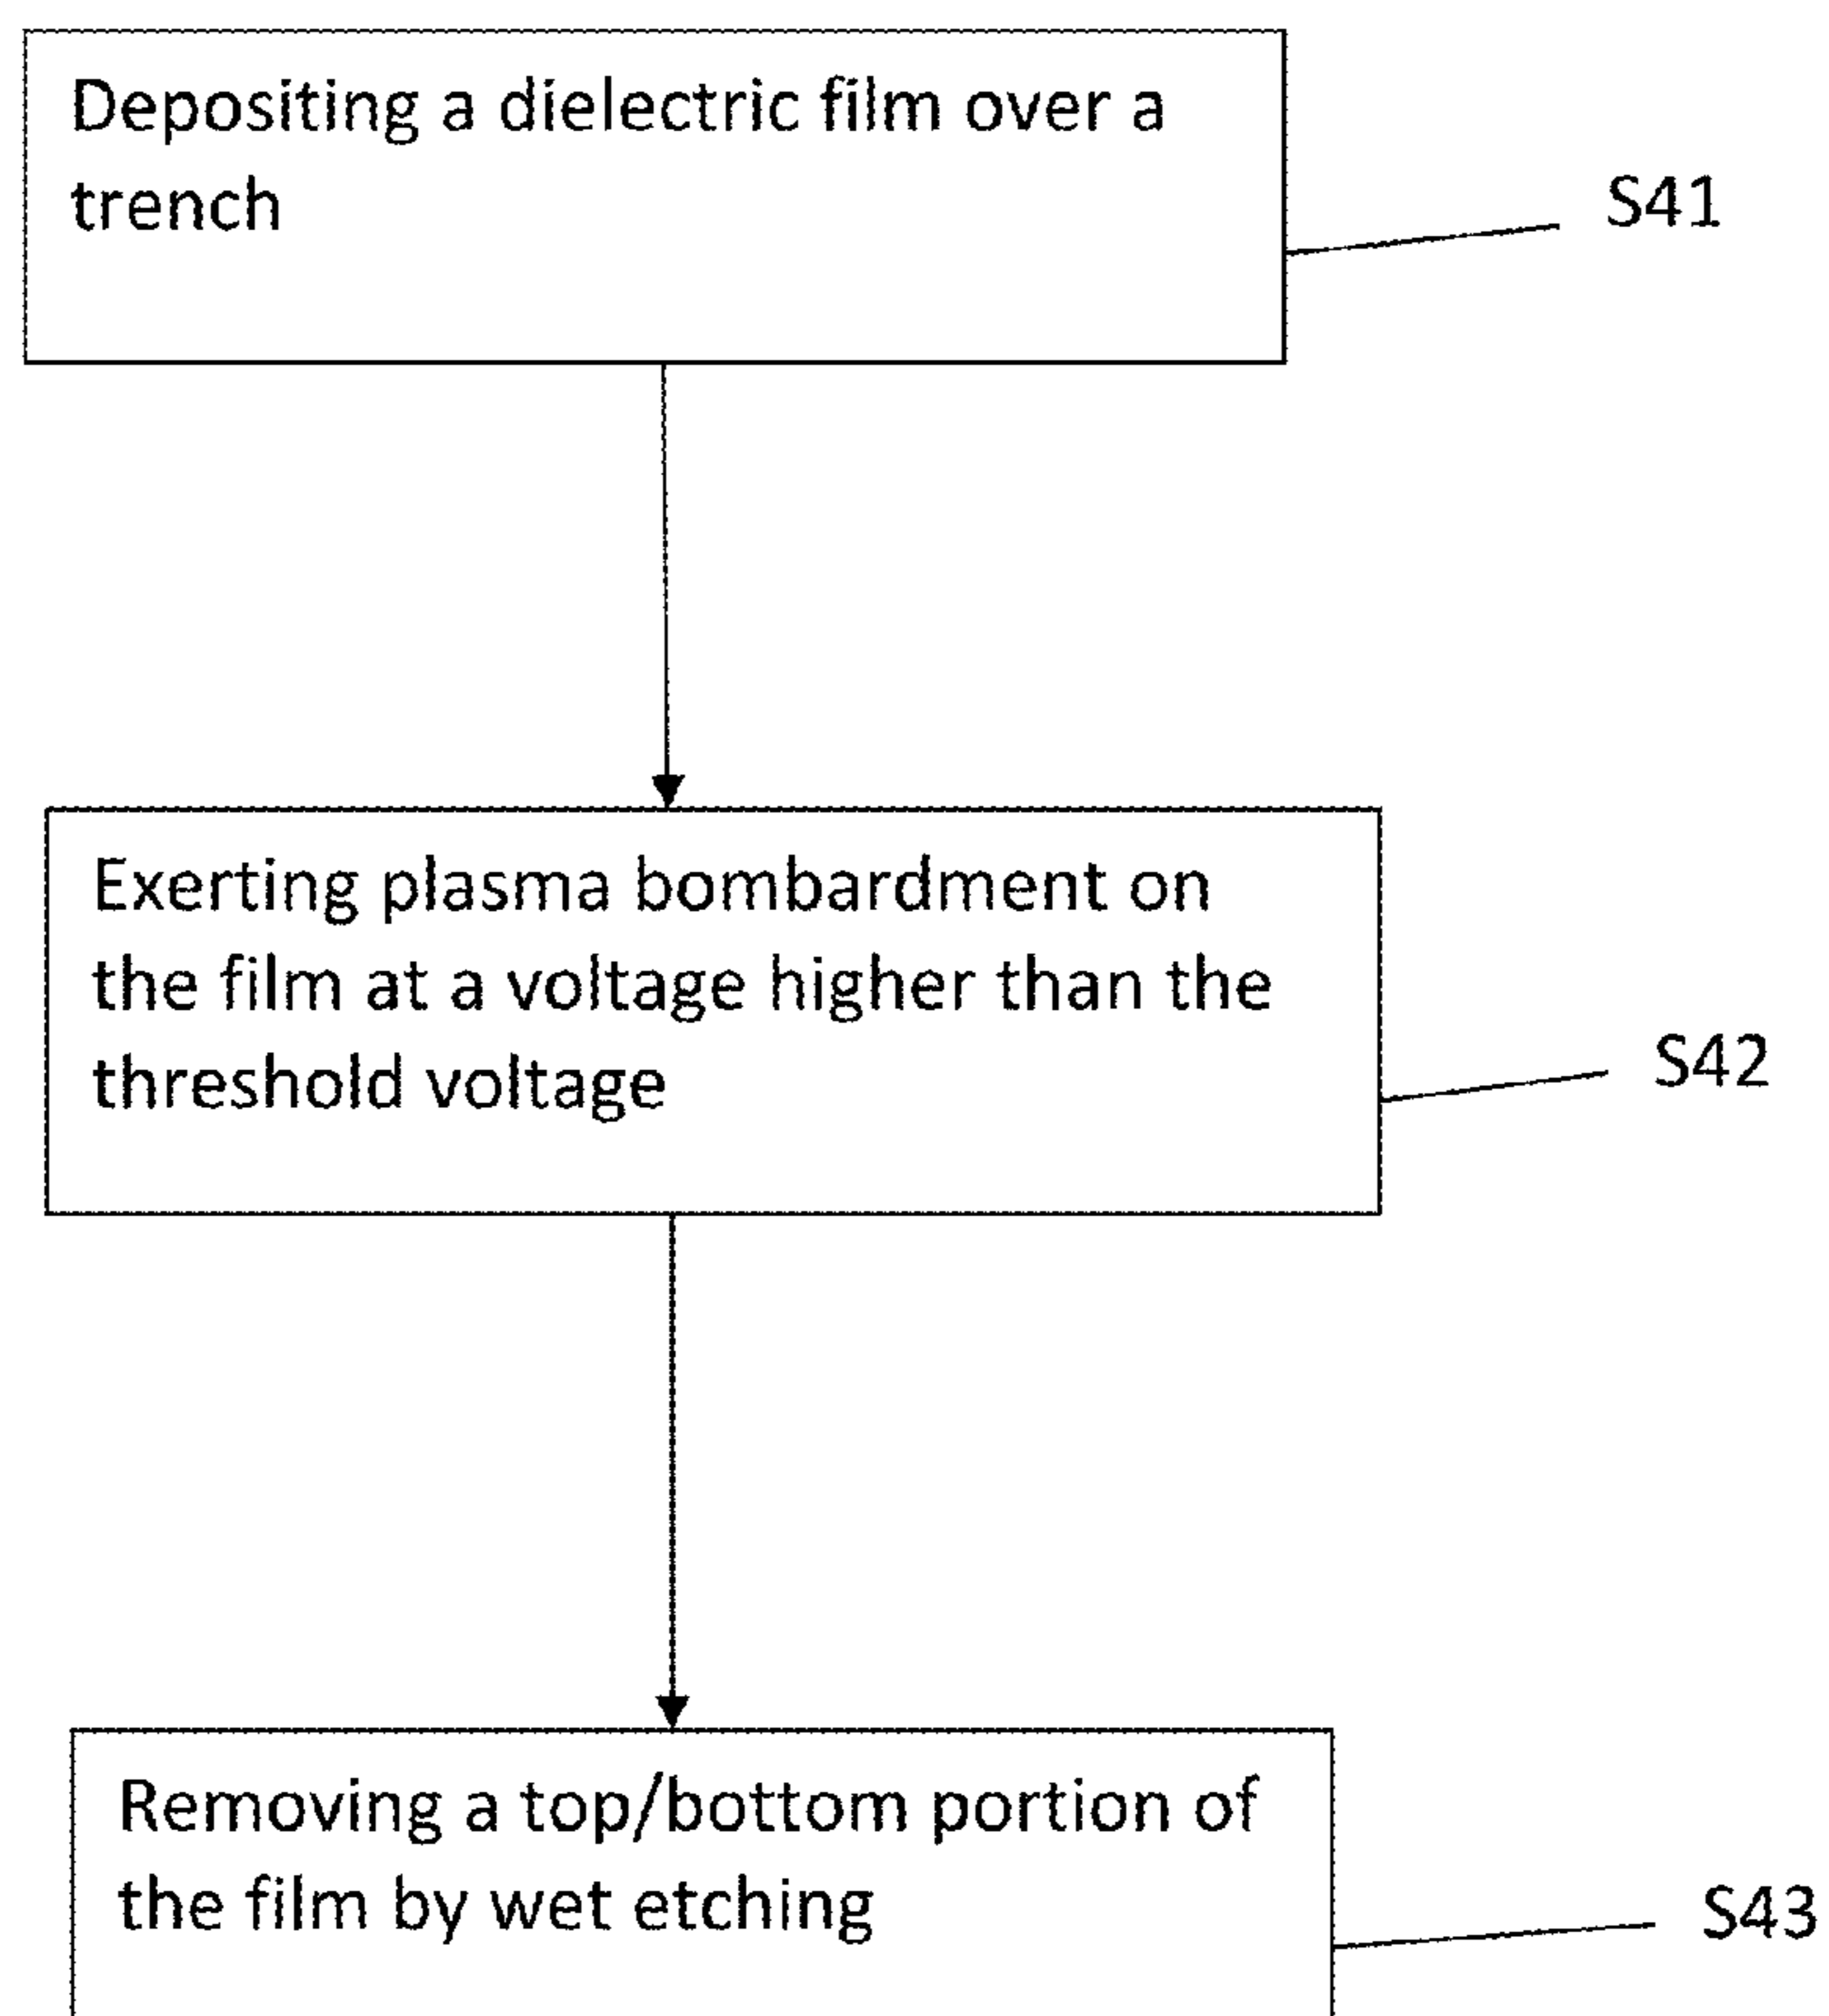 Depositing a dielectric film over a
trench
S41
Exerting plasma bombardment on
the film at a voltage higher than the
threshold voltage
S42
Removing a top/bottom portion of
the film by wet etching
S43